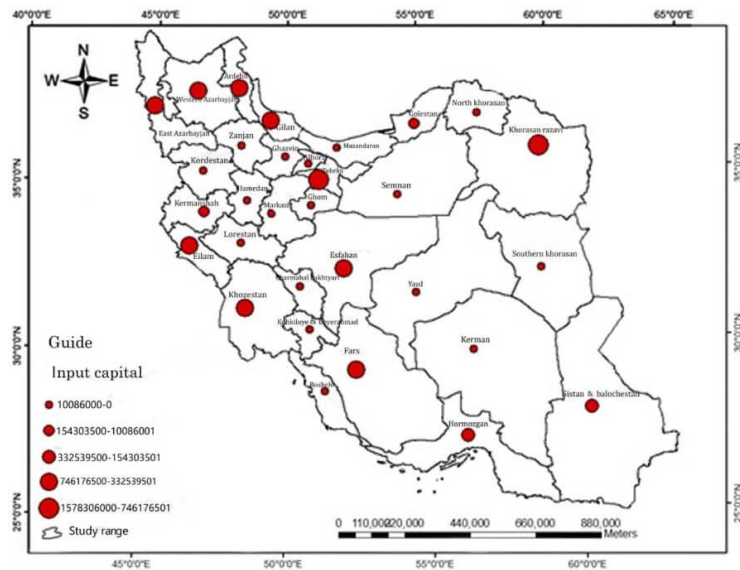 40°0'0"E 45°0'0"E 50°0'0"E 55°0'0"E 60°0'0"E 65°0'0"E
N
W E
S
Ardebil
Western Azarbayjan
East Azarbayjan
Gilan
Golestan
North khorasan
Khorasan razavi
Zanjan
Ghazvin
Mazandaran
Alborz
Tehran
35°0'0"N
35°0'0"N
Kordestan
Semnan
Hamedan
Markazi
Ghom
Kermanshah
Lorestan
Eilam
Esfahan
Southern khorasan
Charmahal bakhtyari
Yazd
Khozestan
Kohkiloye & Boyerahmad
30°0'0"N
30°0'0"N
Guide
Kerman
Fars
Input capital
Boshehr
Sistan & balochestan
10086000-0
Hormozgan
154303500-10086001
332539500-154303501
746176500-332539501
1578306000-746176501
Study range
25°0'0"N
25°0'0"N
0 110,000 220,000 440,000 660,000 880,000
Meters
45°0'0"E 50°0'0"E 55°0'0"E 60°0'0"E